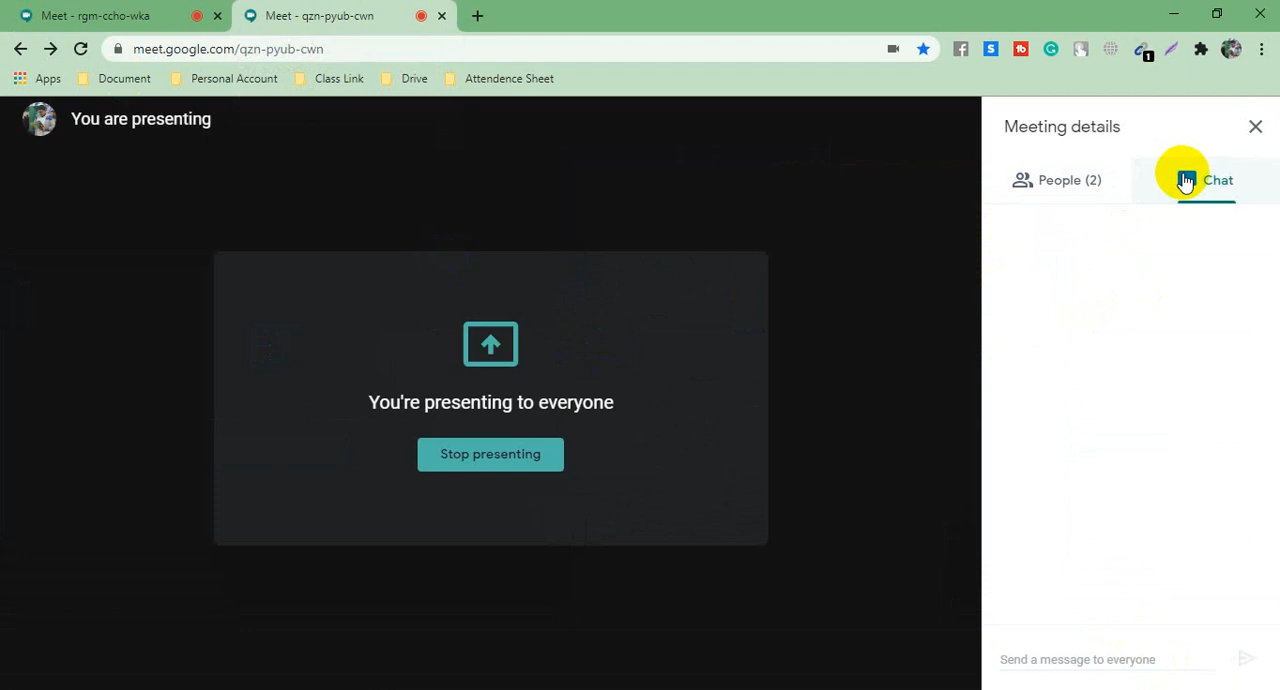 Meet - rgm-ccho-wka
Meet - qzn-pyub-cwn
meet.google.com/qzn-pyub-cwn
1
Apps
Document
Personal Account
Class Link
Drive
Attendence Sheet
You are presenting
Meeting details
People (2)
Chat
You're presenting to everyone
Stop presenting
Send a message to everyone